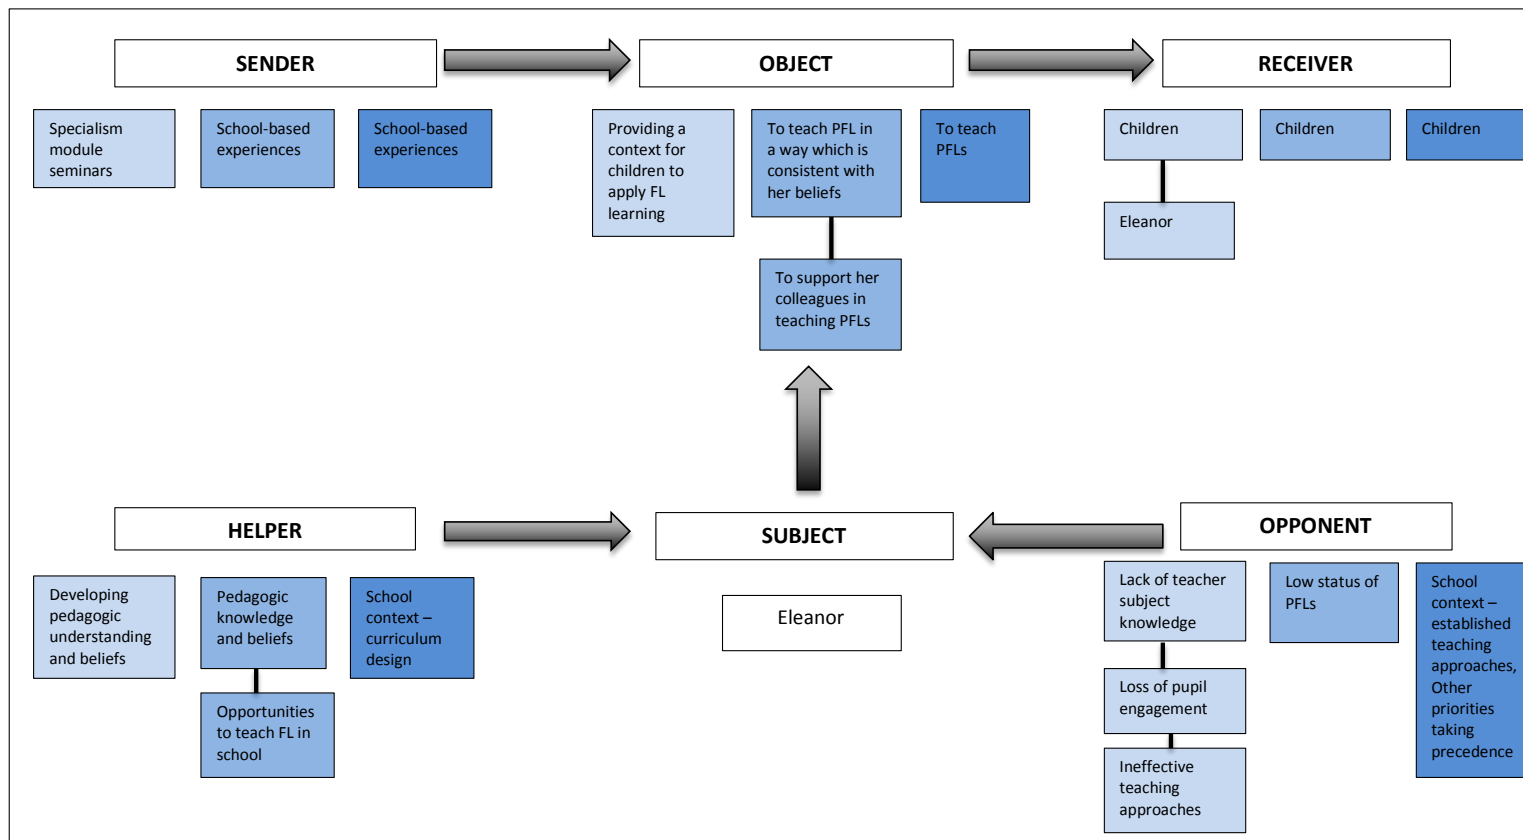 SENDER
OBJECT
RECEIVER
Specialism
module
seminars
School-based
experiences
School-based
experiences
Providing a
context for
children to
apply FL
learning
To teach PFL in
a way which is
consistent with
her beliefs
To teach
PFLs
Children
Children
Children
Eleanor
To support her
colleagues in
teaching PFLs
HELPER
SUBJECT
OPPONENT
Developing
pedagogic
understanding
and beliefs
Pedagogic
knowledge
and beliefs
School
context –
curriculum
design
Opportunities
to teach FL in
school
Eleanor
Lack of teacher
subject
knowledge
Low status of
PFLs
School
context –
established
teaching
approaches,
Other
priorities
taking
precedence
Loss of pupil
engagement
Ineffective
teaching
approaches